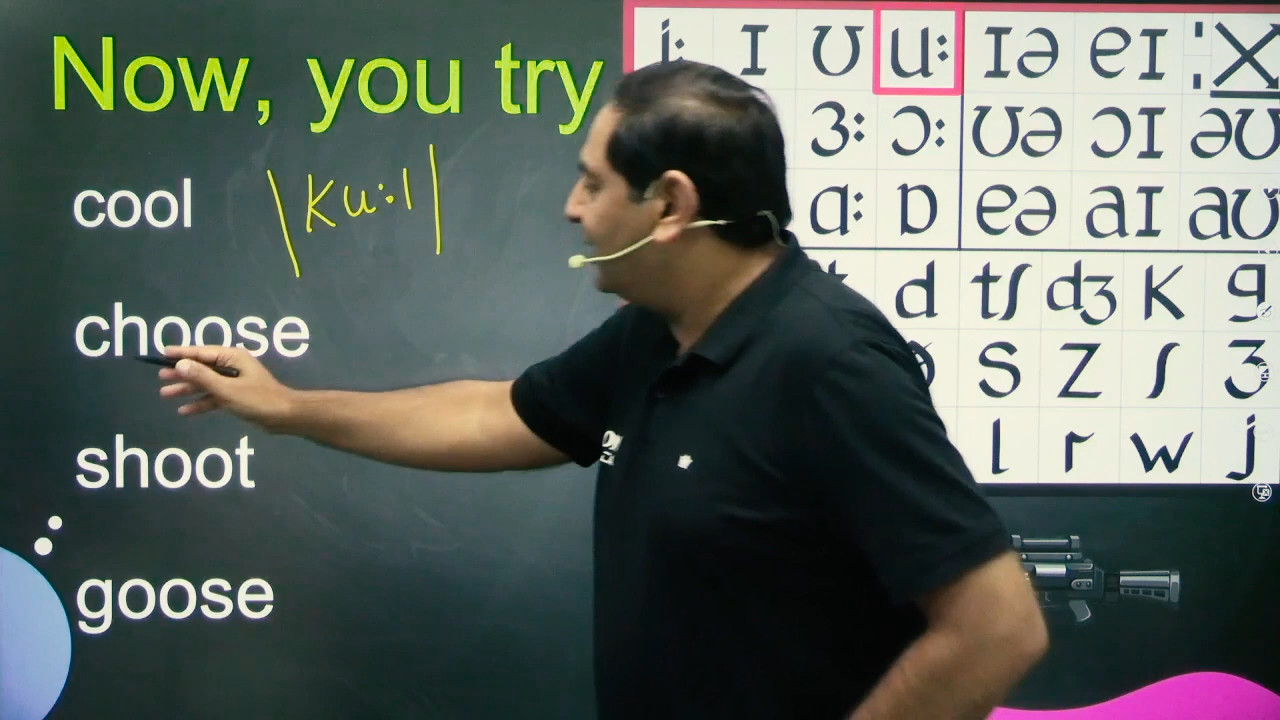 Now, you try
cool |ku:l|
choose
shoot
goose
i: ɪ ʊ u: ɪə eɪ
ɜ: ɔ: ʊə ɔɪ əʊ
ɑ: ɒ eə aɪ aʊ
t d tʃ dʒ k g
s z ʃ ʒ
l r w j